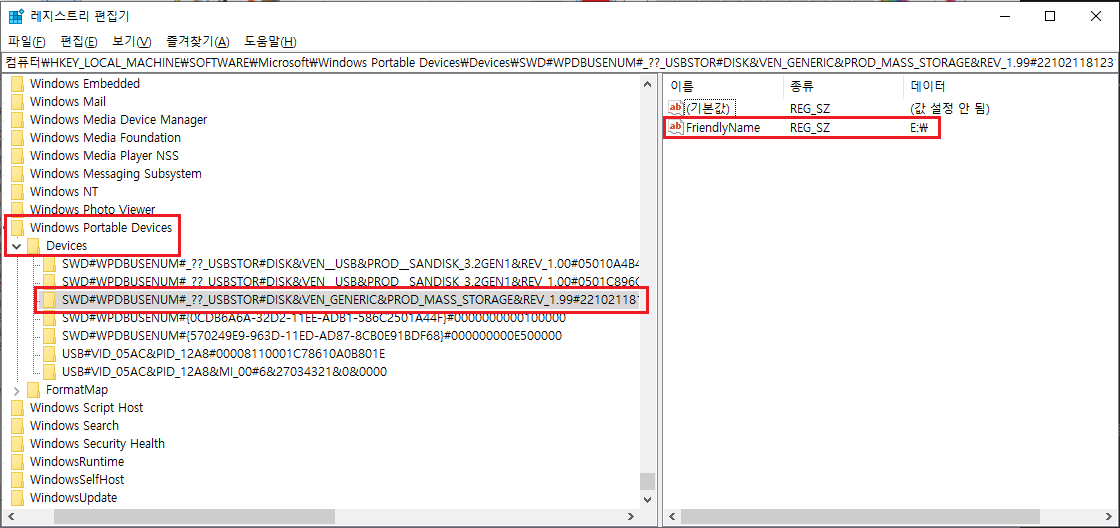 레지스트리 편집기
파일(F) 편집(E) 보기(V) 즐겨찾기(A) 도움말(H)
컴퓨터₩HKEY_LOCAL_MACHINE₩SOFTWARE₩Microsoft₩Windows Portable Devices₩Devices₩SWD#WPDBUSENUM#_??_USBSTOR#DISK&VEN_GENERIC&PROD_MASS_STORAGE&REV_1.99#22102118123
Windows Embedded
Windows Mail
Windows Media Device Manager
Windows Media Foundation
Windows Media Player NSS
Windows Messaging Subsystem
Windows NT
Windows Photo Viewer
Windows Portable Devices
Devices
SWD#WPDBUSENUM#_??_USBSTOR#DISK&VEN__USB&PROD__SANDISK_3.2GEN1&REV_1.00#05010A4B4
SWD#WPDBUSENUM#_??_USBSTOR#DISK&VEN__USB&PROD__SANDISK_3.2GEN1&REV_1.00#0501C896C
SWD#WPDBUSENUM#_??_USBSTOR#DISK&VEN_GENERIC&PROD_MASS_STORAGE&REV_1.99#221021181
SWD#WPDBUSENUM#{0CDB6A6A-32D2-11EE-ADB1-586C2501A44F}#0000000000100000
SWD#WPDBUSENUM#{570249E9-963D-11ED-AD87-8CB0E91BDF68}#000000000E500000
USB#VID_05AC&PID_12A8#00008110001C78610A0B801E
USB#VID_05AC&PID_12A8&MI_00#6&27034321&0&0000
FormatMap
Windows Script Host
Windows Search
Windows Security Health
WindowsRuntime
WindowsSelfHost
WindowsUpdate
이름 종류 데이터
(기본값) REG_SZ (값 설정 안 됨)
FriendlyName REG_SZ E:₩